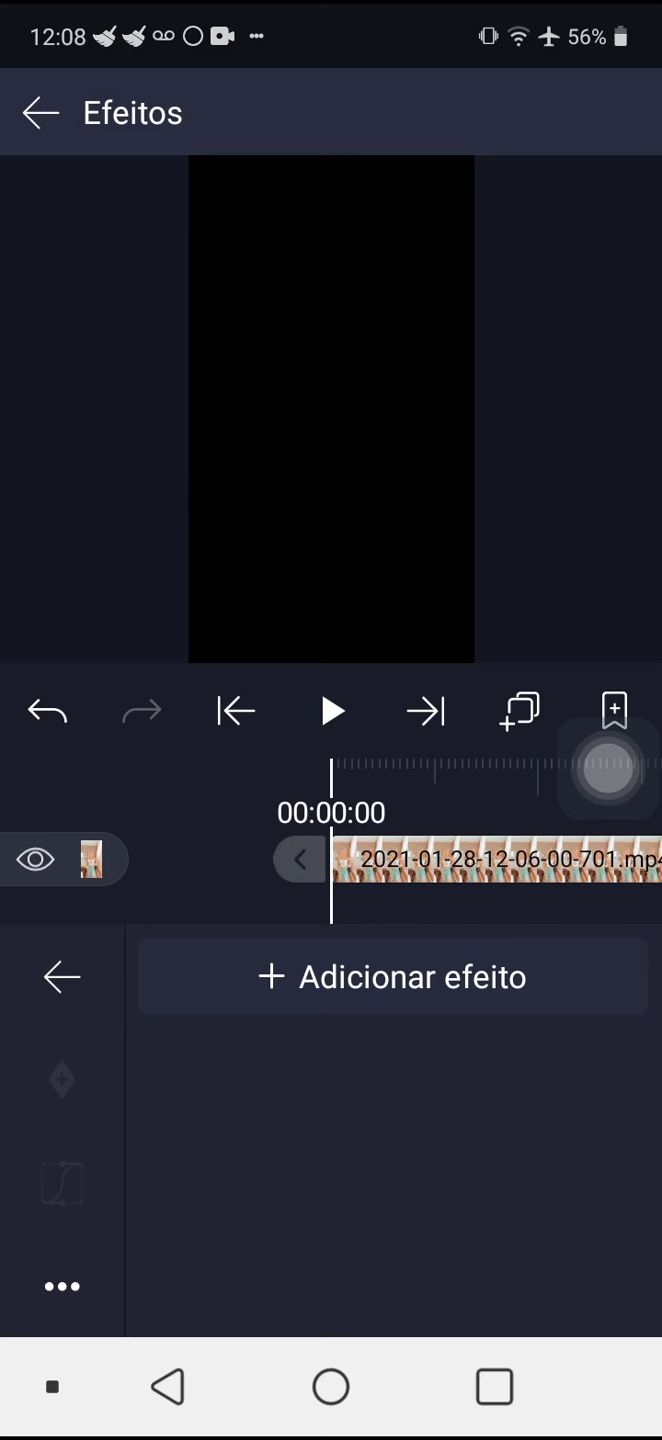 12:08
56%
Efeitos
00:00:00
2021-01-28-12-06-00-701.mp4
+ Adicionar efeito